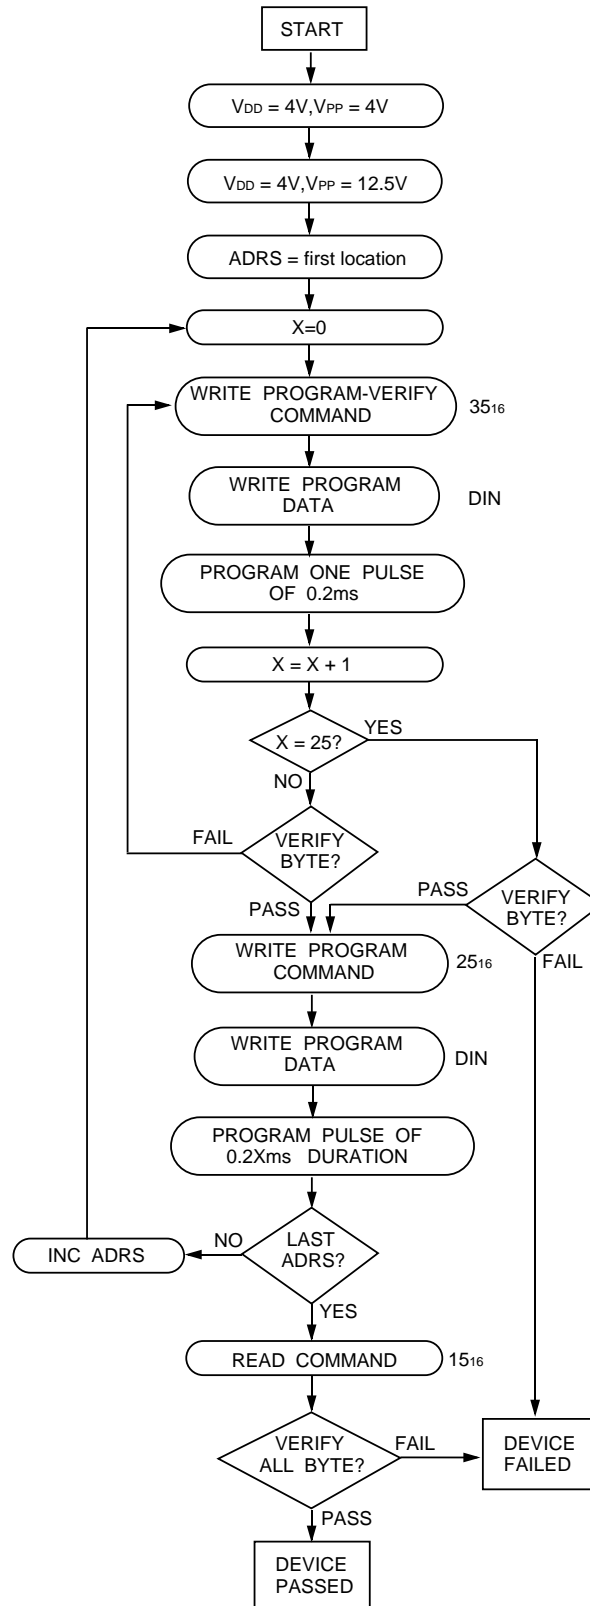 START
VDD = 4V,VPP = 4V
VDD = 4V,VPP = 12.5V
ADRS = first location
X=0
WRITE PROGRAM-VERIFY
COMMAND
35₁₆
WRITE PROGRAM
DATA
DIN
PROGRAM ONE PULSE
OF 0.2ms
X = X + 1
X = 25?
YES
NO
FAIL
VERIFY
BYTE?
PASS
PASS
VERIFY
BYTE?
FAIL
WRITE PROGRAM
COMMAND
25₁₆
WRITE PROGRAM
DATA
DIN
PROGRAM PULSE OF
0.2Xms DURATION
LAST
ADRS?
NO
INC ADRS
YES
READ COMMAND
15₁₆
VERIFY
ALL BYTE?
FAIL
DEVICE
FAILED
PASS
DEVICE
PASSED